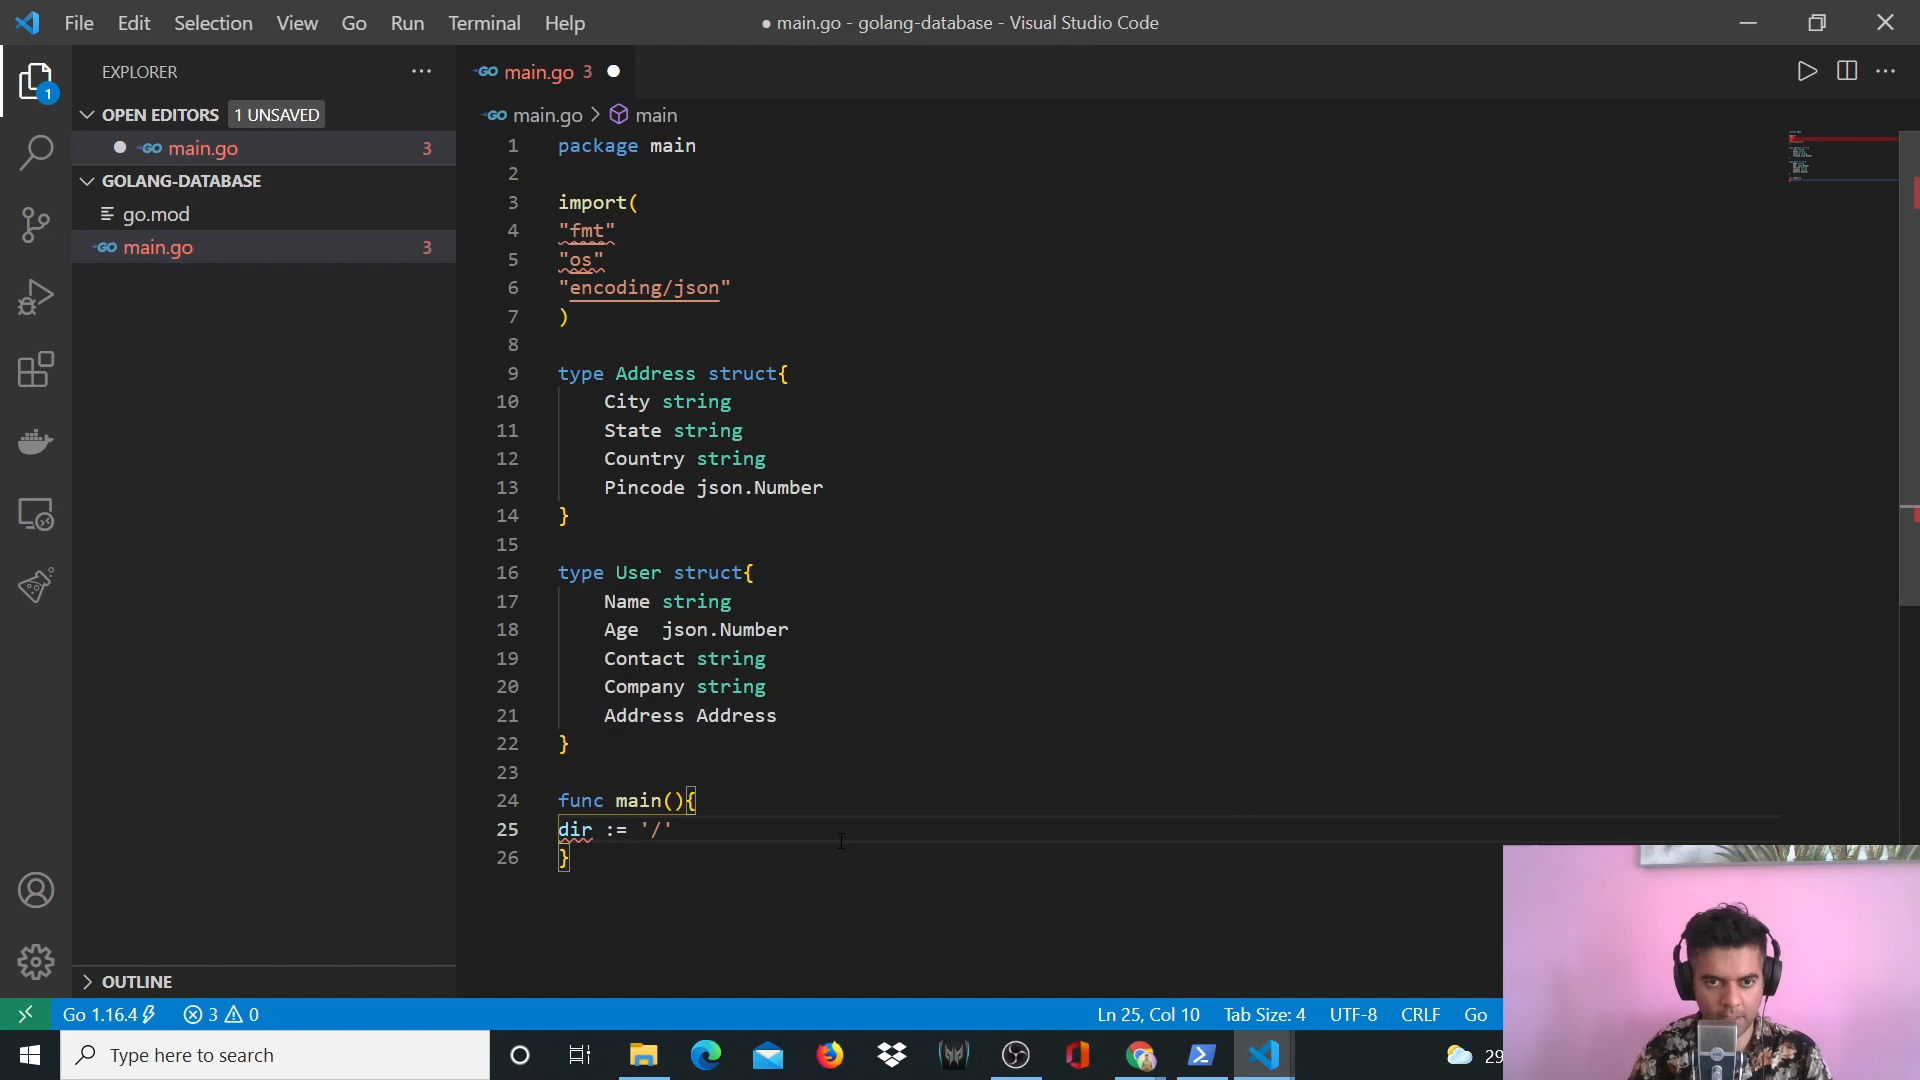 File Edit Selection View Go Run Terminal Help
● main.go - golang-database - Visual Studio Code
EXPLORER
1
OPEN EDITORS 1 UNSAVED
main.go 3
GOLANG-DATABASE
go.mod
main.go 3
OUTLINE
main.go 3
main.go > main
1 package main
2
3 import(
4 "fmt"
5 "os"
6 "encoding/json"
7 )
8
9 type Address struct{
10 City string
11 State string
12 Country string
13 Pincode json.Number
14 }
15
16 type User struct{
17 Name string
18 Age  json.Number
19 Contact string
20 Company string
21 Address Address
22 }
23
24 func main(){
25 dir := '/'
26 }
Go 1.16.4 3 0 Ln 25, Col 10 Tab Size: 4 UTF-8 CRLF Go
Type here to search 29